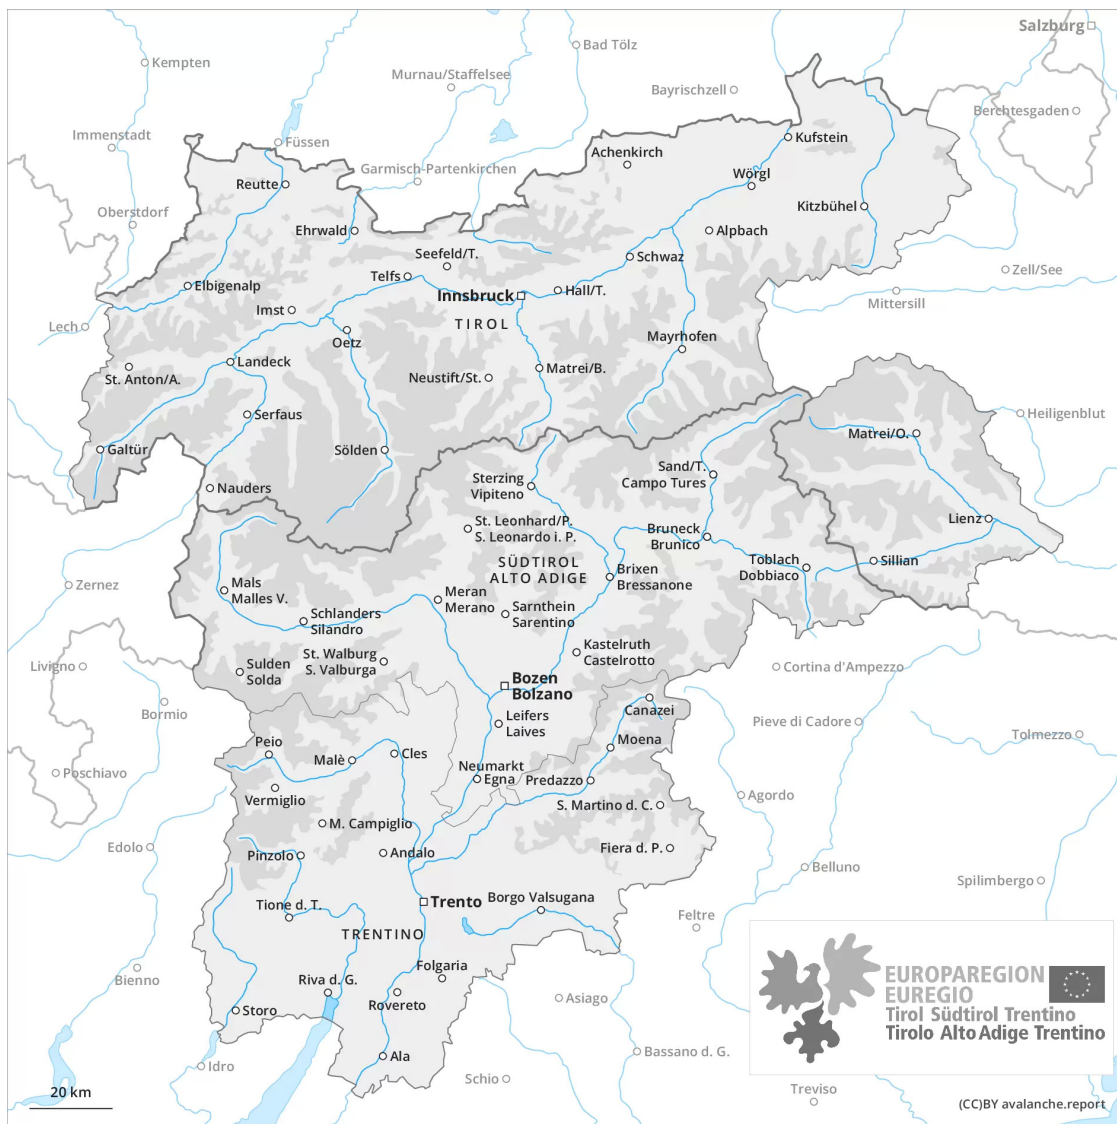 Salzburg
Bad Tölz
Kempten
Murnau/Staffelsee
Bayrischzell
Berchtesgaden
Immenstadt
Füssen
Kufstein
Achenkirch
Garmisch-Partenkirchen
Wörgl
Reutte
Kitzbühel
Oberstdorf
Ehrwald
Alpbach
Seefeld/T.
Schwaz
Zell/See
Telfs
Elbigenalp
Hall/T.
Innsbruck
Mittersill
Imst
TIROL
Lech
Oetz
Mayrhofen
Landeck
Matrei/B.
St. Anton/A.
Neustift/St.
Serfaus
Heiligenblut
Matrei/O.
Galtür
Sölden
Sand/T.
Campo Tures
Sterzing
Vipiteno
Nauders
Lienz
St. Leonhard/P.
S. Leonardo i. P.
Bruneck
Brunico
SÜDTIROL
ALTO ADIGE
Toblach
Dobbiaco
Sillian
Brixen
Bressanone
Zernez
Mals
Malles V.
Meran
Merano
Sarnthein
Sarentino
Schlanders
Silandro
Kastelruth
Castelrotto
St. Walburg
S. Valburga
Livigno
Sulden
Solda
Cortina d'Ampezzo
Bozen
Bolzano
Canazei
Bormio
Leifers
Laives
Pieve di Cadore
Tolmezzo
Moena
Peio
Cles
Malè
Neumarkt
Egna
Predazzo
Poschiavo
Vermiglio
Agordo
S. Martino d. C.
M. Campiglio
Edolo
Pinzolo
Andalo
Fiera d. P.
Belluno
Spilimbergo
Trento
Borgo Valsugana
Tione d. T.
Feltre
TRENTINO
Folgaria
Bienno
Riva d. G.
Rovereto
Asiago
Storo
EUROPAREGION
EUREGIO
Tirol Südtirol Trentino
Tirolo Alto Adige Trentino
Ala
Bassano d. G.
Idro
Schio
Treviso
20 km
(CC)BY avalanche.report